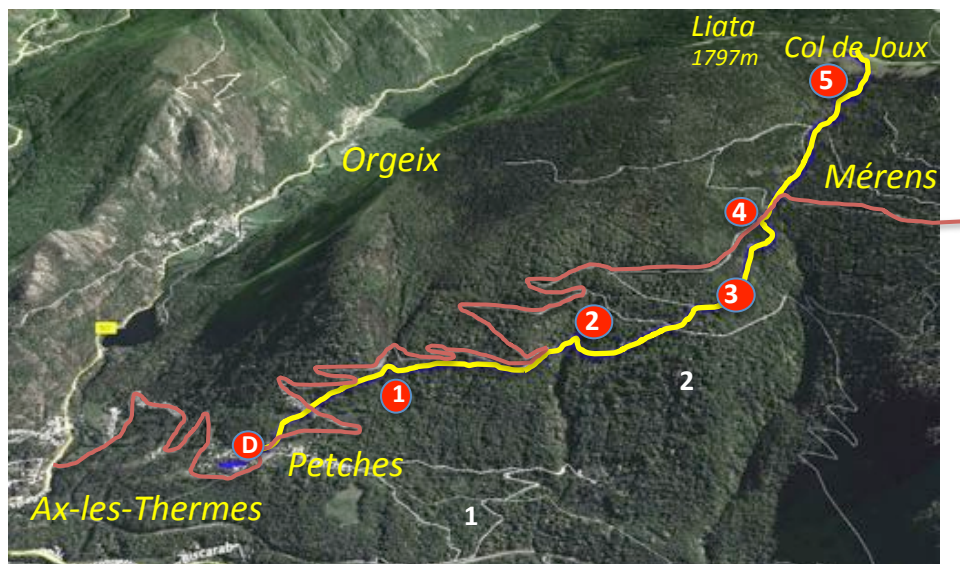 Liata
1797m
Col de Joux
5
Orgeix
Mérens
4
3
2
2
1
D
Petches
Ax-les-Thermes
1